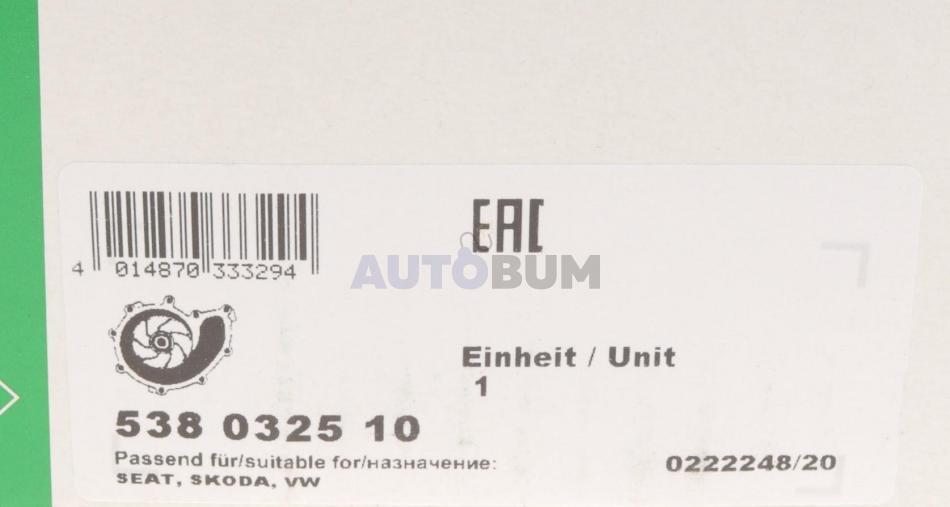 EAC
4 014870 333294
AUTOBUM
Einheit / Unit
1
538 0325 10
Passend für/suitable for/назначение:
SEAT, SKODA, VW
0222248/20